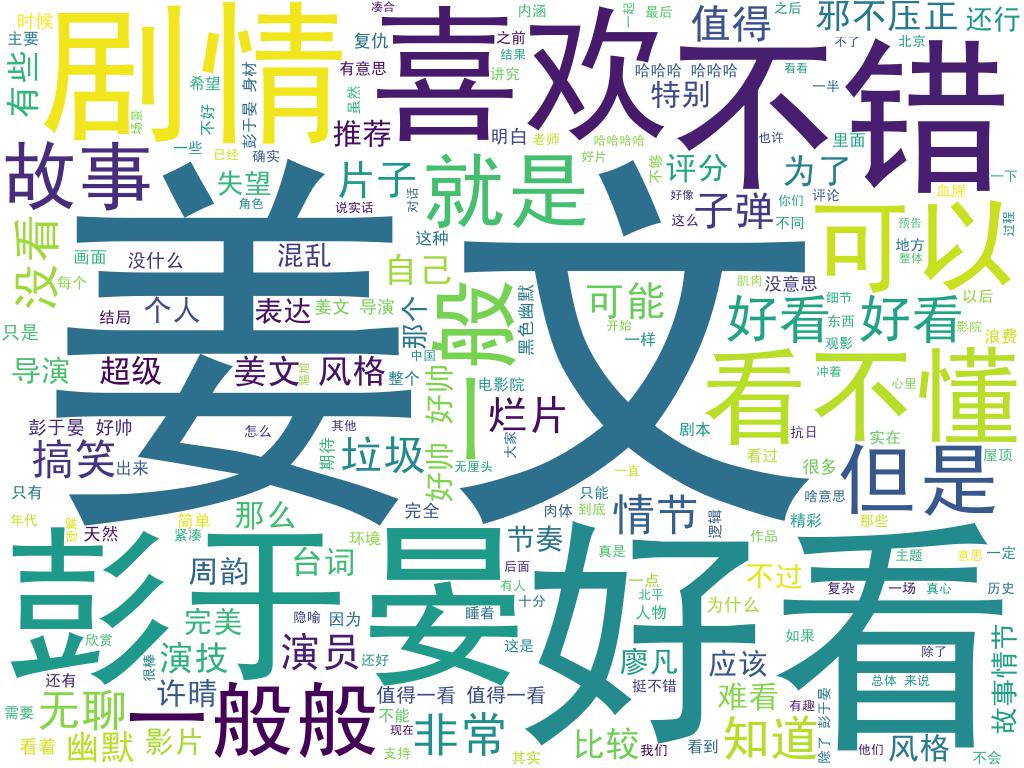 时候
剧情
凑合
喜欢
内涵
一起
最后
值得
之后
邪不压正
还行
主要
复仇
之前
不错
不了
北京
有些
希望
身材
有意思
讲究
结果
哈哈哈 哈哈哈
看看
一半
不好
彭于晏
虽然
特别
场景
推荐
明白
老师
哈哈哈哈
也许
里面
故事
一些
已经
确实
片子
就是
好片
不够
评分
为了
一下
失望
角色
说实话
对话
好像
子弹
你们
评论
血腥
没看
这种
这么
不同
可以
预告
过程
姜文
画面
没什么
混乱
自己
那个
一般
黑色幽默
可能
肌肉
没意思
地方
整体
每个
个人
表达
姜文 导演
结局
开始
一样
好看 好看
细节
东西
观影
以后
影院
浪费
只是
导演
超级
姜文 风格
尴尬
整个
中国
好帅 好帅
电影院
烂片
看不懂
冲着
心里
彭于晏 好帅
怎么
其他
期待
大家
剧本
抗日
实在
搞笑
出来
垃圾
无厘头
一直
看过
很多
但是
屋顶
只有
只能
啥意思
年代
简单
那么
完全
肉体
到底
情节
逻辑
精彩
那些
天然
紧凑
环境
节奏
真是
作品
主题
意思
一定
彭于晏
好看
周韵
台词
后面
有人
一点
不过
复杂
一场
真心
历史
完美
隐喻
因为
睡着
十分
北平
人物
为什么
欣赏
很棒
演技
演员
还好
这是
廖凡
应该
如果
除了
故事情节
还有
许晴
值得一看 值得一看
挺不错
难看
总体 来说
需要
无聊
一般般
不能
现在
非常
有趣
除了 彭于晏
看着
幽默
影片
支持
其实
比较
我们
看到
知道
他们
风格
不会